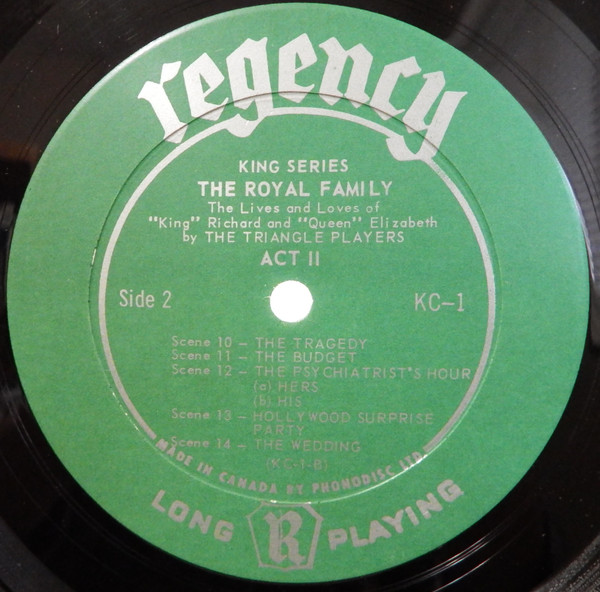 regency
KING SERIES
THE ROYAL FAMILY
The Lives and Loves of
"King" Richard and "Queen" Elizabeth
by THE TRIANGLE PLAYERS
ACT II
Side 2
KC-1
Scene 10 - THE TRAGEDY
Scene 11 - THE BUDGET
Scene 12 - THE PSYCHIATRIST'S HOUR
(a) HERS
(b) HIS
Scene 13 - HOLLYWOOD SURPRISE
PARTY
Scene 14 - THE WEDDING
(KC-1-B)
MADE IN CANADA BY PHONODISC LTD.
LONG R PLAYING